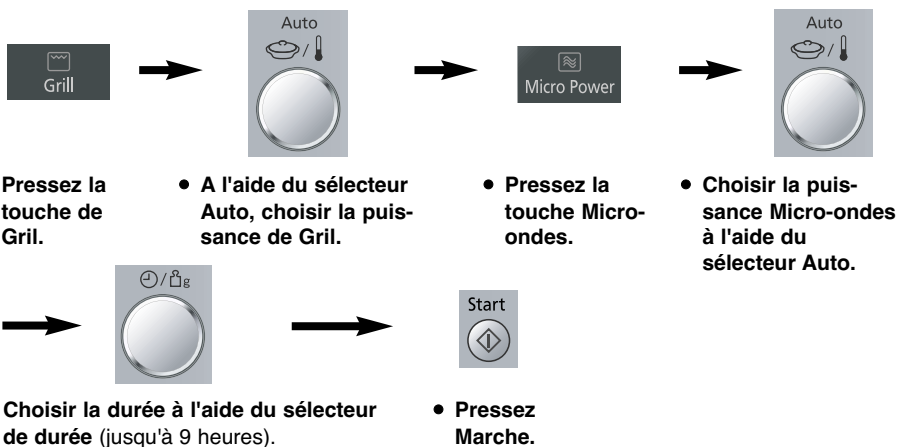 Auto
Auto
Grill
Micro Power
Pressez la
touche de
Gril.
• A l'aide du sélecteur
Auto, choisir la puis-
sance de Gril.
• Pressez la
touche Micro-
ondes.
• Choisir la puis-
sance Micro-ondes
à l'aide du
sélecteur Auto.
/ g
Start
Choisir la durée à l'aide du sélecteur
de durée (jusqu'à 9 heures).
• Pressez
Marche.